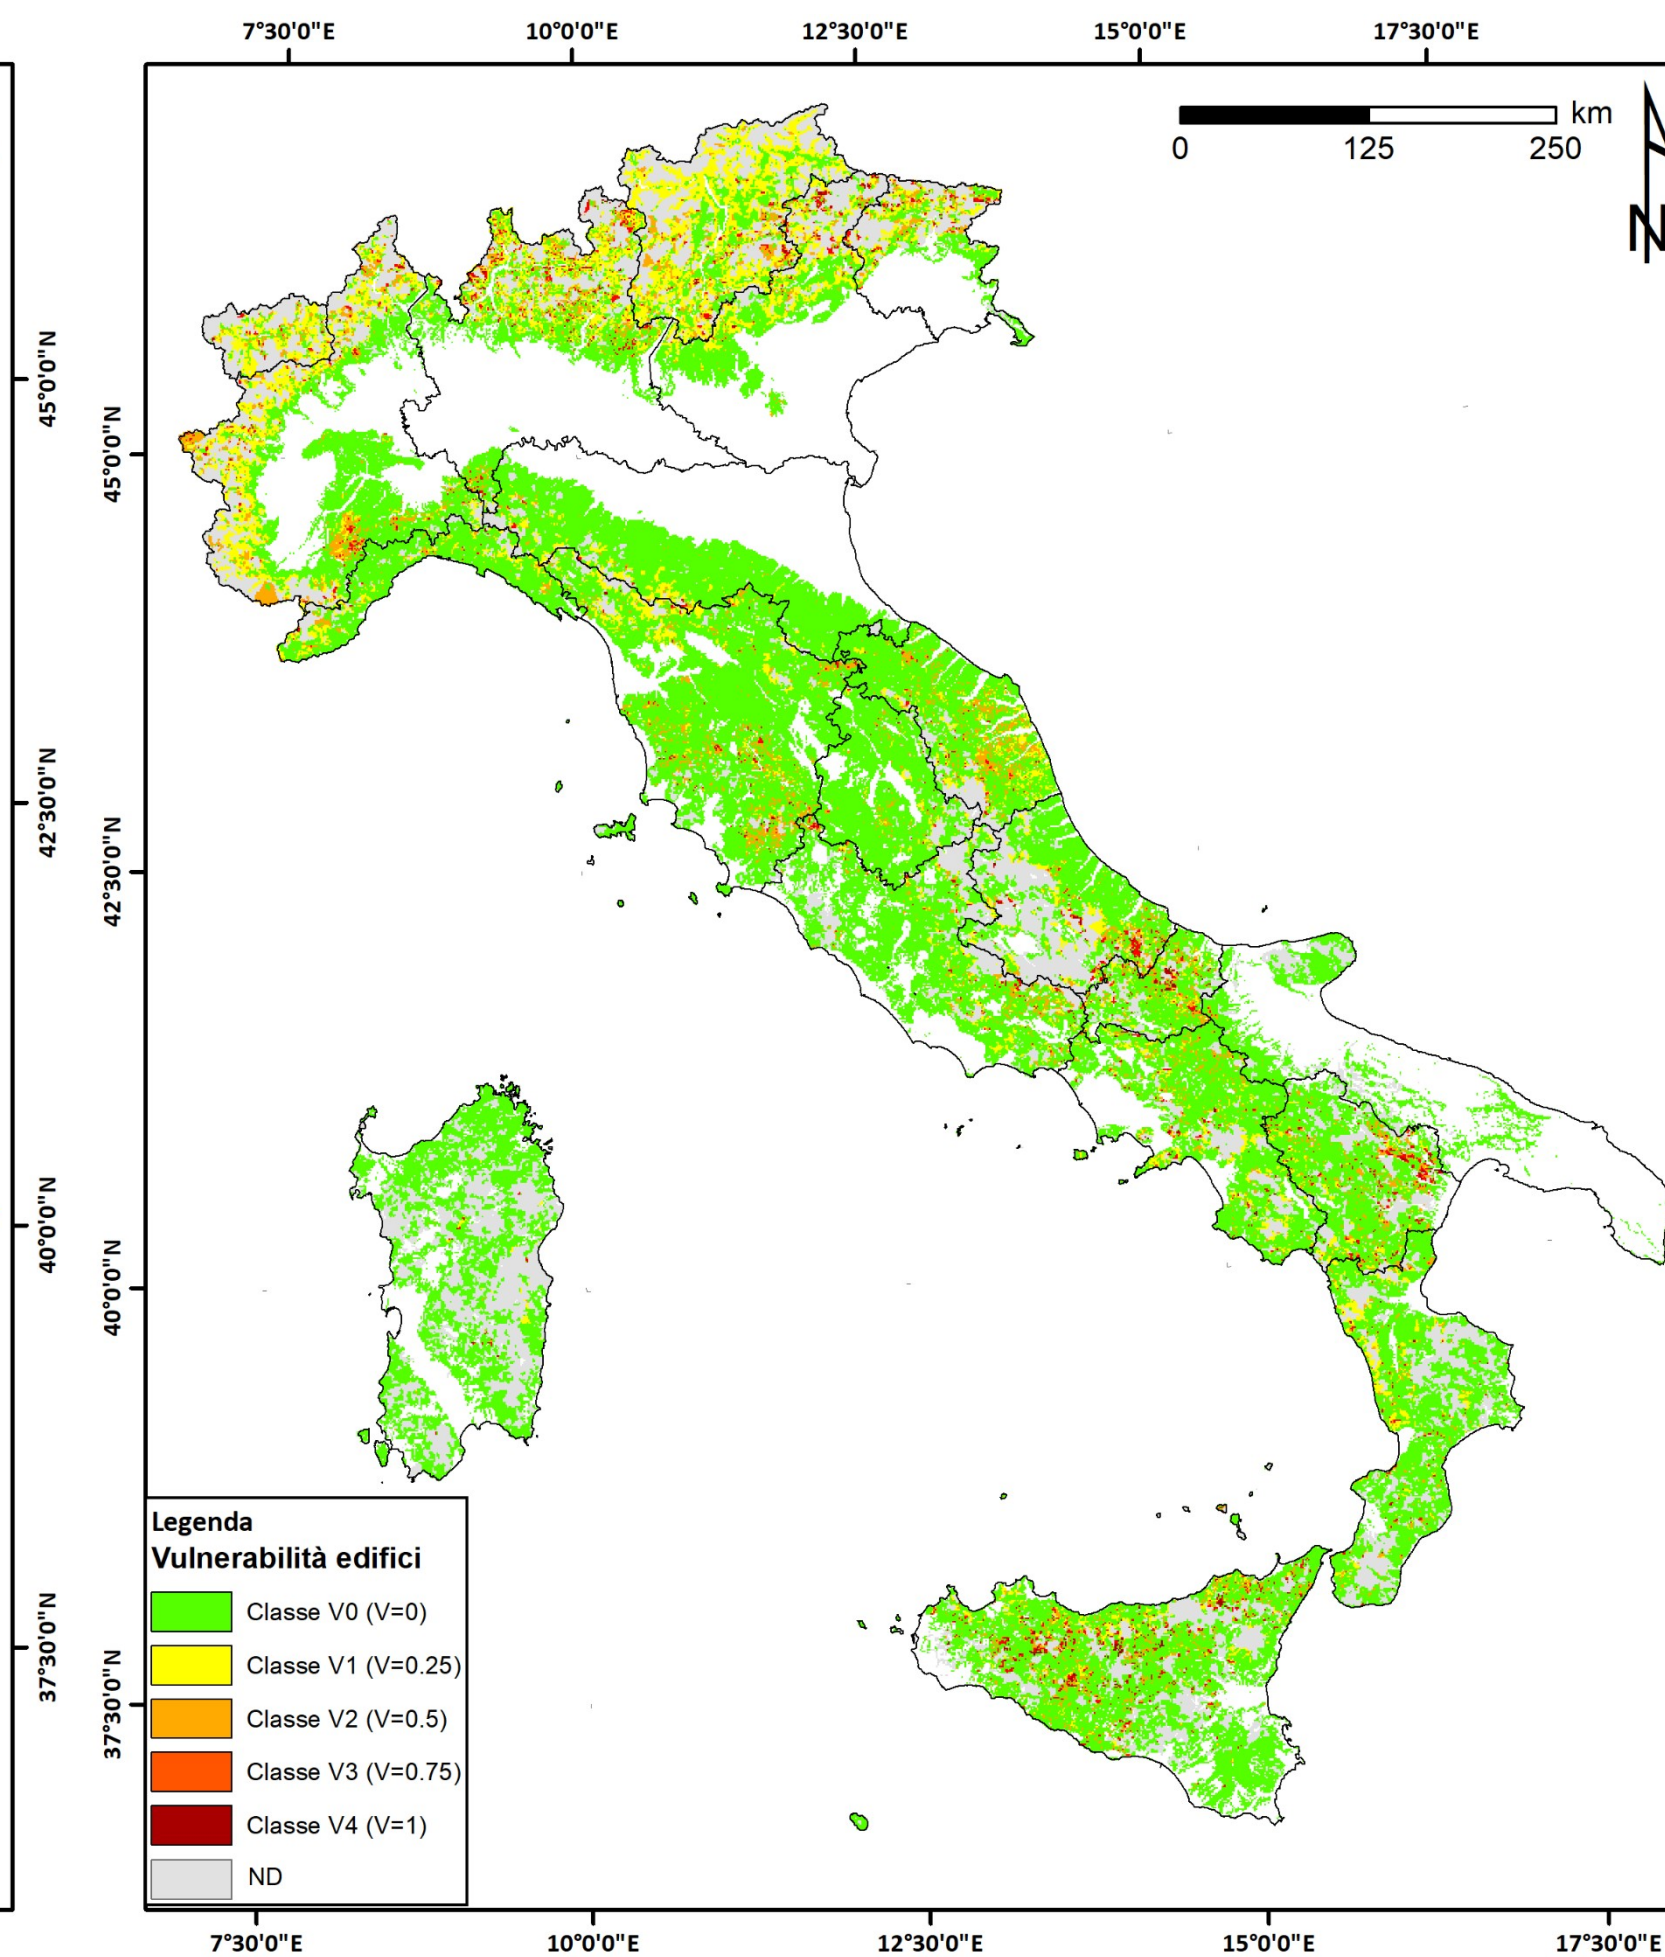 7°30'0"E 10°0'0"E 12°30'0"E 15°0'0"E 17°30'0"E
km
0 125 250
N
45°0'0"N
45°0'0"N
42°30'0"N
42°30'0"N
40°0'0"N
40°0'0"N
37°30'0"N
37°30'0"N
Legenda
Vulnerabilità edifici
Classe V0 (V=0)
Classe V1 (V=0.25)
Classe V2 (V=0.5)
Classe V3 (V=0.75)
Classe V4 (V=1)
ND
7°30'0"E 10°0'0"E 12°30'0"E 15°0'0"E 17°30'0"E